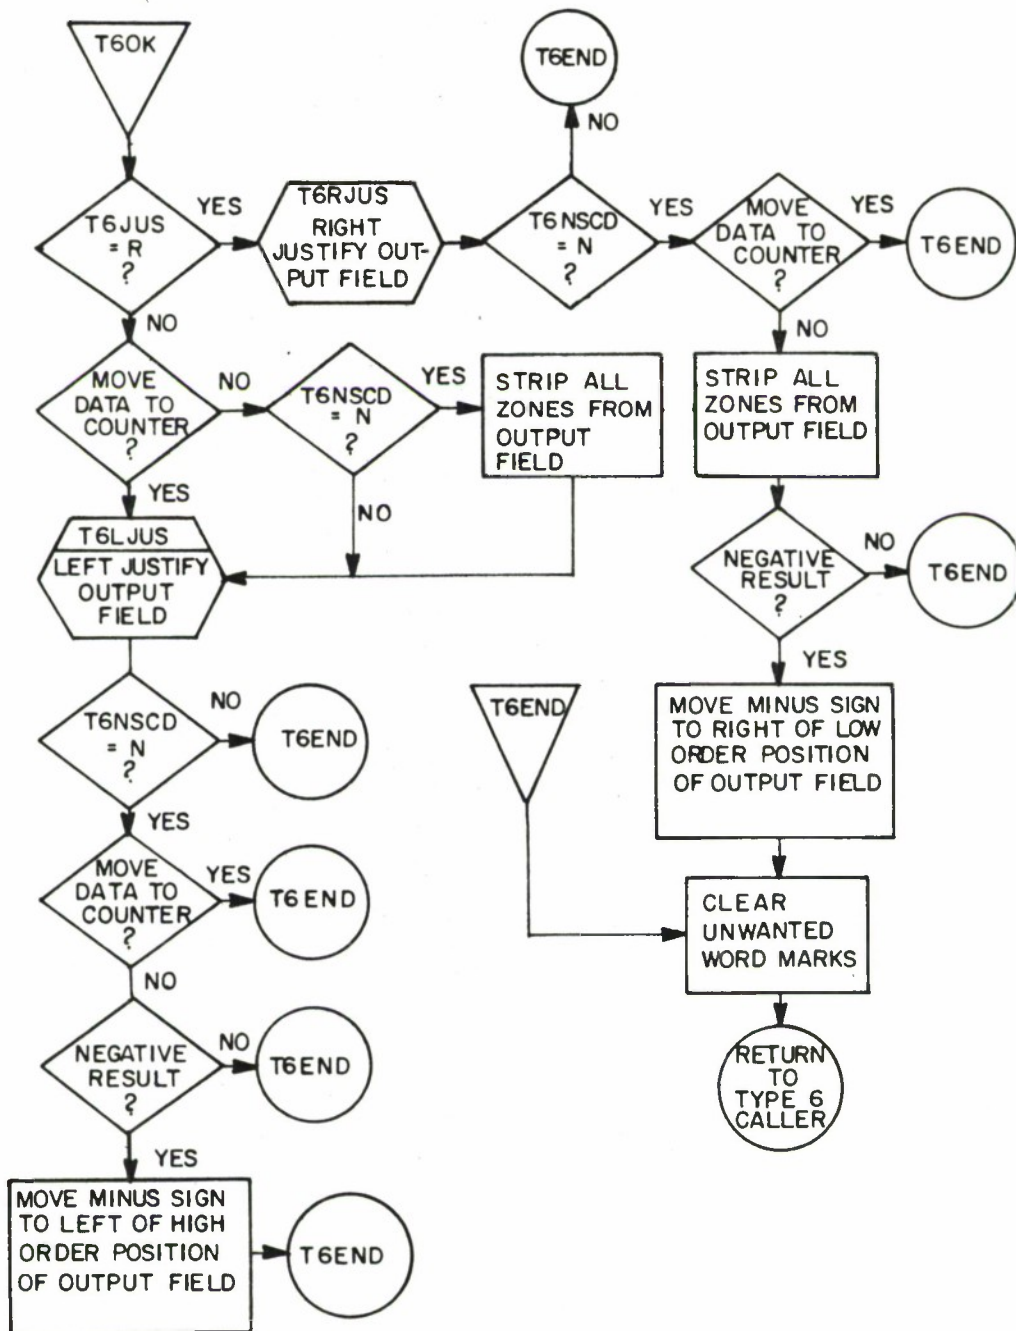 T6OK
T6JUS
= R
?
YES
T6RJUS
RIGHT
JUSTIFY OUT-
PUT FIELD
T6NSCD
= N
?
NO
T6END
YES
MOVE
DATA TO
COUNTER
?
YES
T6END
NO
STRIP ALL
ZONES FROM
OUTPUT FIELD
NEGATIVE
RESULT
?
NO
T6END
YES
MOVE MINUS SIGN
TO RIGHT OF LOW
ORDER POSITION
OF OUTPUT FIELD
T6END
CLEAR
UNWANTED
WORD MARKS
RETURN
TO
TYPE 6
CALLER
NO
MOVE
DATA TO
COUNTER
?
NO
T6NSCD
= N
?
YES
STRIP ALL
ZONES FROM
OUTPUT
FIELD
NO
YES
T6LJUS
LEFT JUSTIFY
OUTPUT
FIELD
T6NSCD
= N
?
NO
T6END
YES
MOVE
DATA TO
COUNTER
?
YES
T6END
NO
NEGATIVE
RESULT
?
NO
T6END
YES
MOVE MINUS SIGN
TO LEFT OF HIGH
ORDER POSITION
OF OUTPUT FIELD
T6END